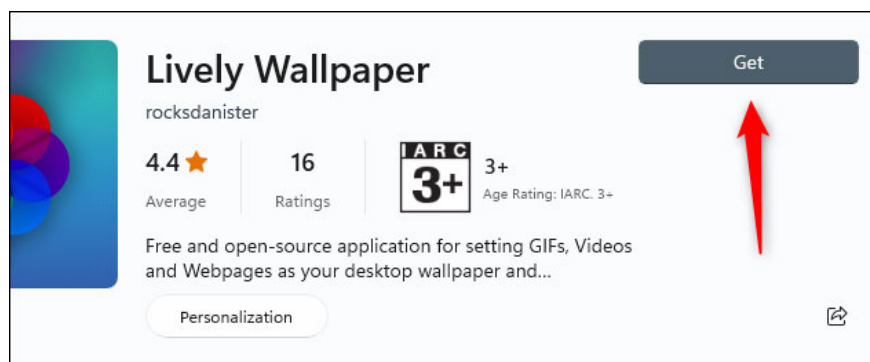 Lively Wallpaper
Get
rocksdanister
4.4
16
IARC
3+
3+
Average
Ratings
Age Rating: IARC. 3+
Free and open-source application for setting GIFs, Videos
and Webpages as your desktop wallpaper and...
Personalization